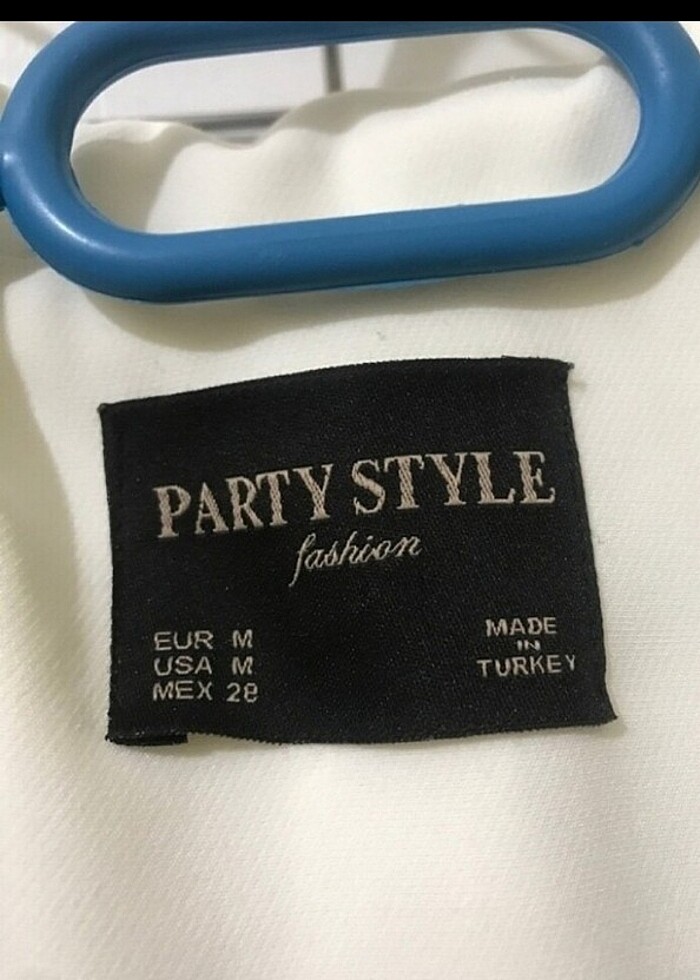 PARTY STYLE
fashion
EUR M
USA M
MEX 28
MADE
IN
TURKEY